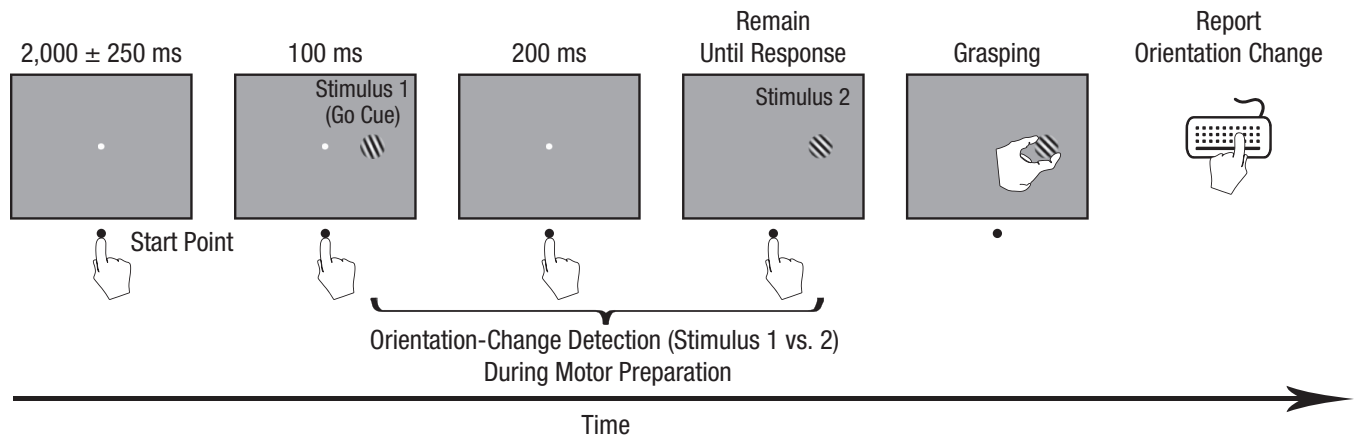 Remain
Report
2,000 ± 250 ms
100 ms
200 ms
Until Response
Grasping
Orientation Change
Stimulus 1
(Go Cue)
Stimulus 2
Start Point
Orientation-Change Detection (Stimulus 1 vs. 2)
During Motor Preparation
Time